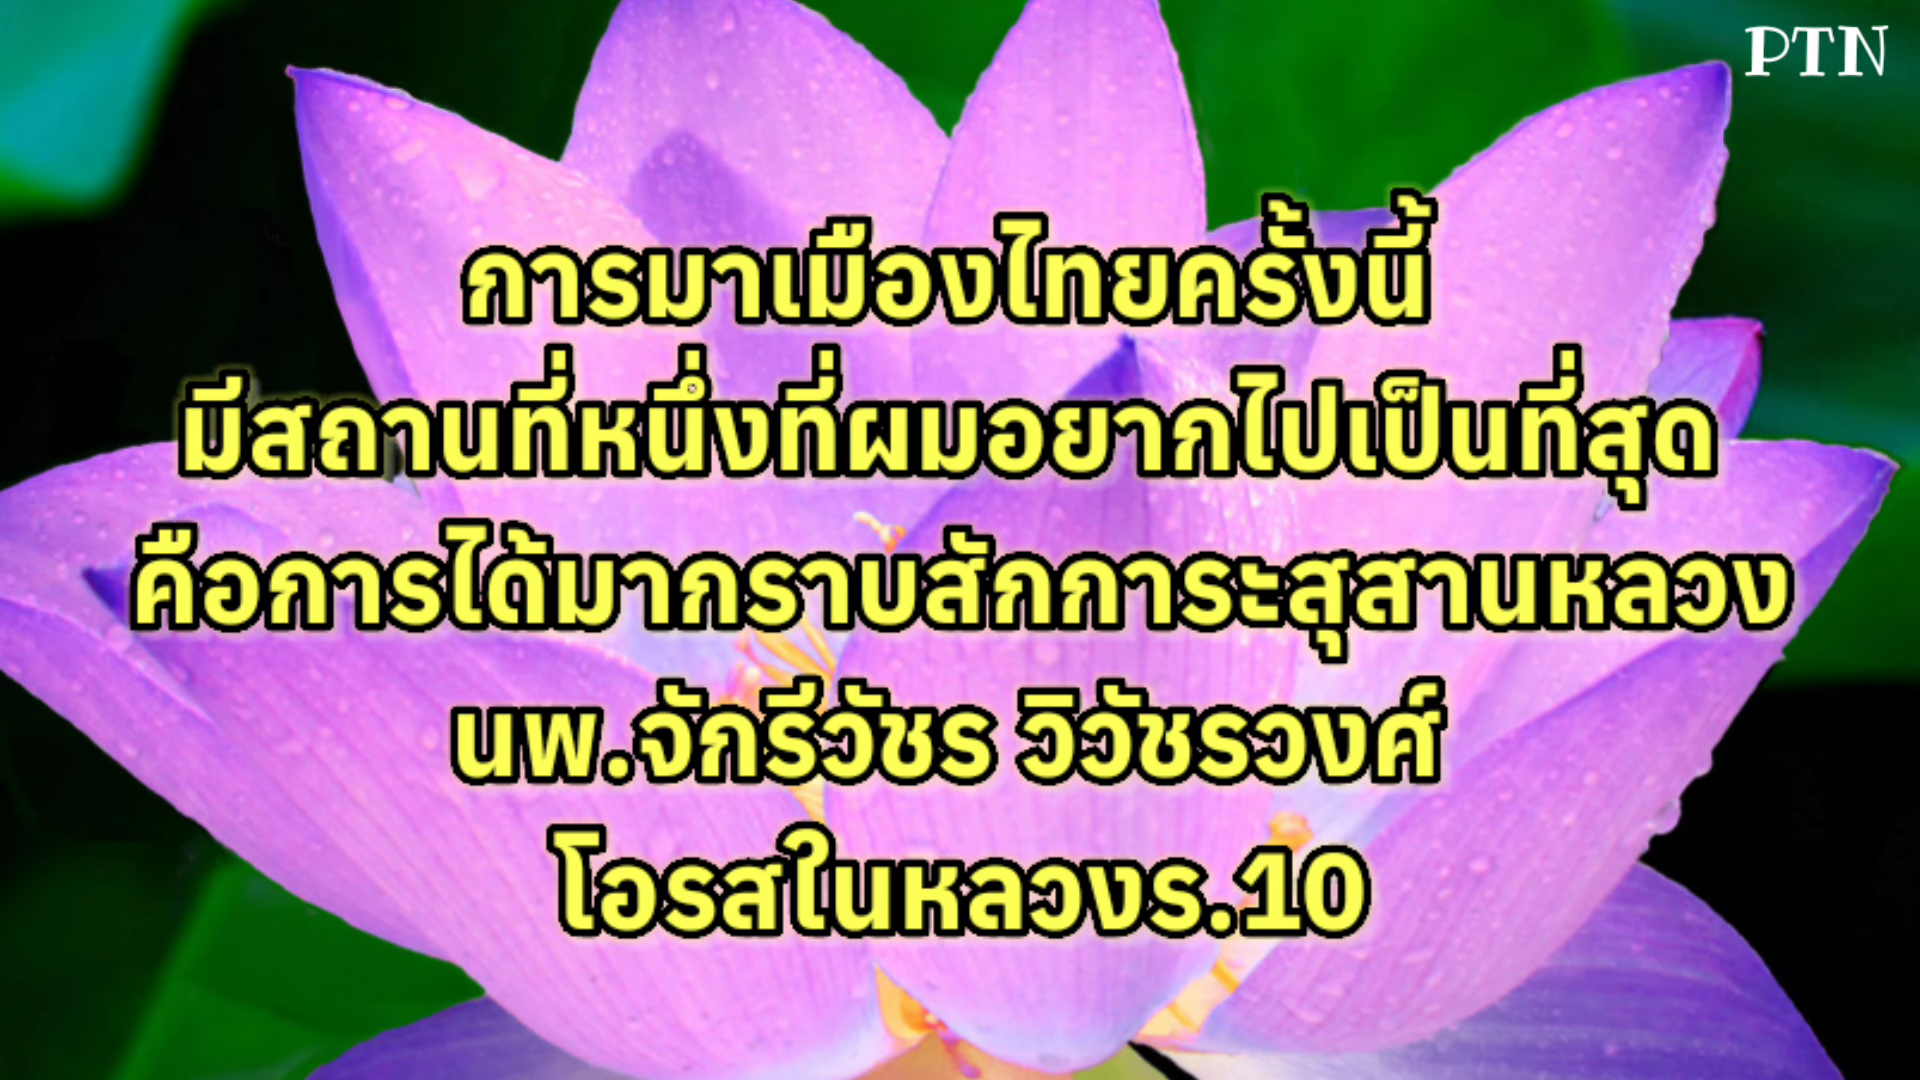 PTN
การมาเมืองไทยครั้งนี้
มีสถานที่หนึ่งที่ผมอยากไปเป็นที่สุด
คือการได้มากราบสักการะสุสานหลวง
นพ.จักรีวัชร วิวัชรวงศ์
โอรสในหลวงร.10